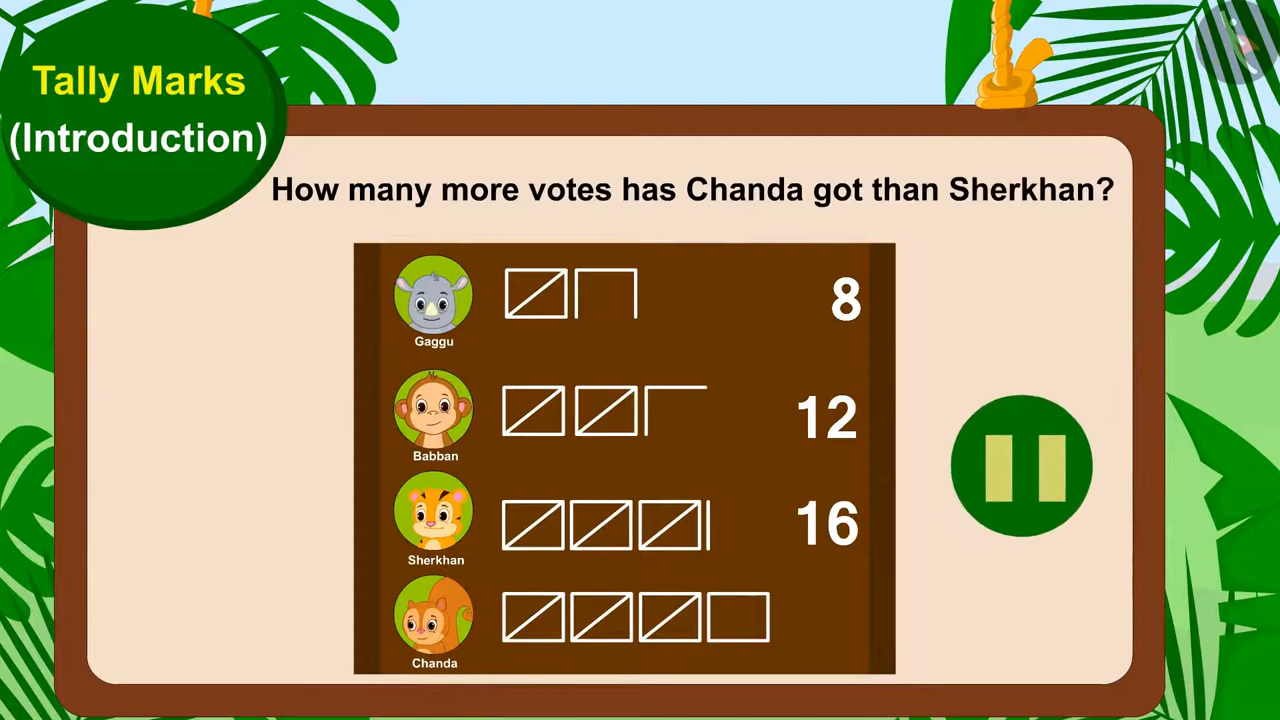 Tally Marks
(Introduction)
How many more votes has Chanda got than Sherkhan?
8
Gaggu
12
Babban
16
Sherkhan
Chanda